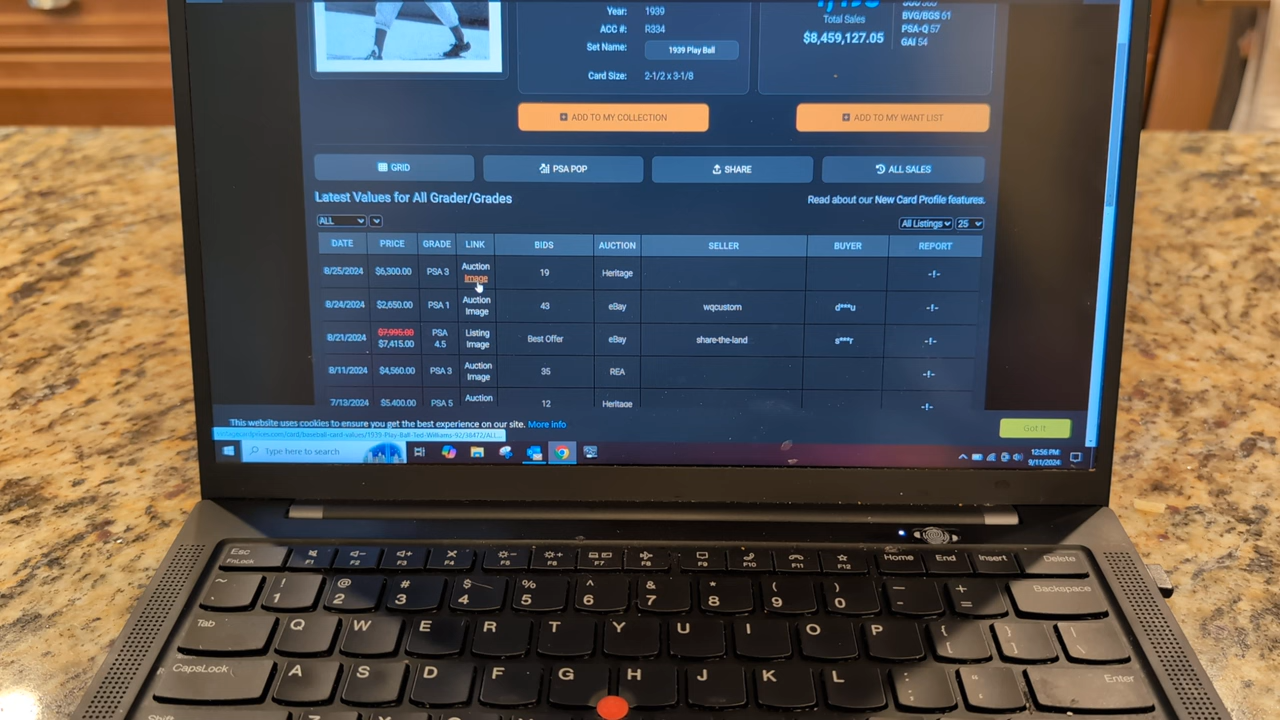 Year: 1939
ACC #: R334
Set Name: 1939 Play Ball
Card Size: 2-1/2 x 3-1/8
Total Sales
$8,459,127.05
BVG/BGS 61
PSA-Q 57
GAI 54
ADD TO MY COLLECTION
ADD TO MY WANT LIST
GRID
PSA POP
SHARE
ALL SALES
Latest Values for All Grader/Grades
Read about our New Card Profile features.
ALL
All Listings 25
DATE PRICE GRADE LINK BIDS AUCTION SELLER BUYER REPORT
8/25/2024 $6,300.00 PSA 3 Auction Image 19 Heritage -!-
8/24/2024 $2,650.00 PSA 1 Auction Image 43 eBay wqcustom d***u -!-
8/21/2024 $7,995.00 $7,415.00 PSA 4.5 Listing Image Best Offer eBay share-the-land s***r -!-
8/11/2024 $4,560.00 PSA 3 Auction Image 35 REA -!-
7/13/2024 $5,400.00 PSA 5 Auction 12 Heritage -!-
This website uses cookies to ensure you get the best experience on our site. More info
Got it
Type here to search
12:56 PM
9/11/2024
Esc FnLock F1 F2 F3 F4 F5 F6 F7 F8 F9 F10 F11 F12 Home End Insert Delete
~ ! 1 @ 2 # 3 $ 4 % 5 ^ 6 & 7 * 8 ( 9 ) 0 _ - + = Backspace
Tab Q W E R T Y U I O P { [ } ] | \
CapsLock A S D F G H J K L : ; " ' Enter
Shift